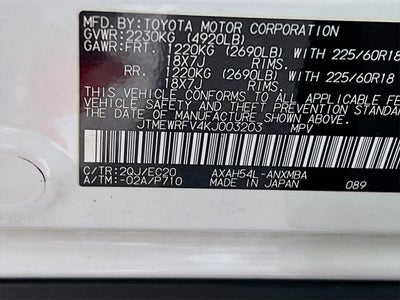 MFD.BY:TOYOTA MOTOR CORPORATION
GVWR:2230KG (4920LB)
GAWR:FRT. 1220KG (2690LB) WITH 225/60R18
18X7J RIMS.
RR. 1220KG (2690LB) WITH 225/60R18
18X7J RIMS.
THIS VEHICLE CONFORMS TO ALL APPLICABLE FE
SAFETY AND THEFT PREVENTION STANDARD
THE DATE OF MANUFACTURE SHOWN ABOVE.
JTMEWRFV4KJ003203 MPV
C/TR:2QJ/EC20 AXAH54L-ANXMBA
A/TM:-02A/P710 MADE IN JAPAN 089